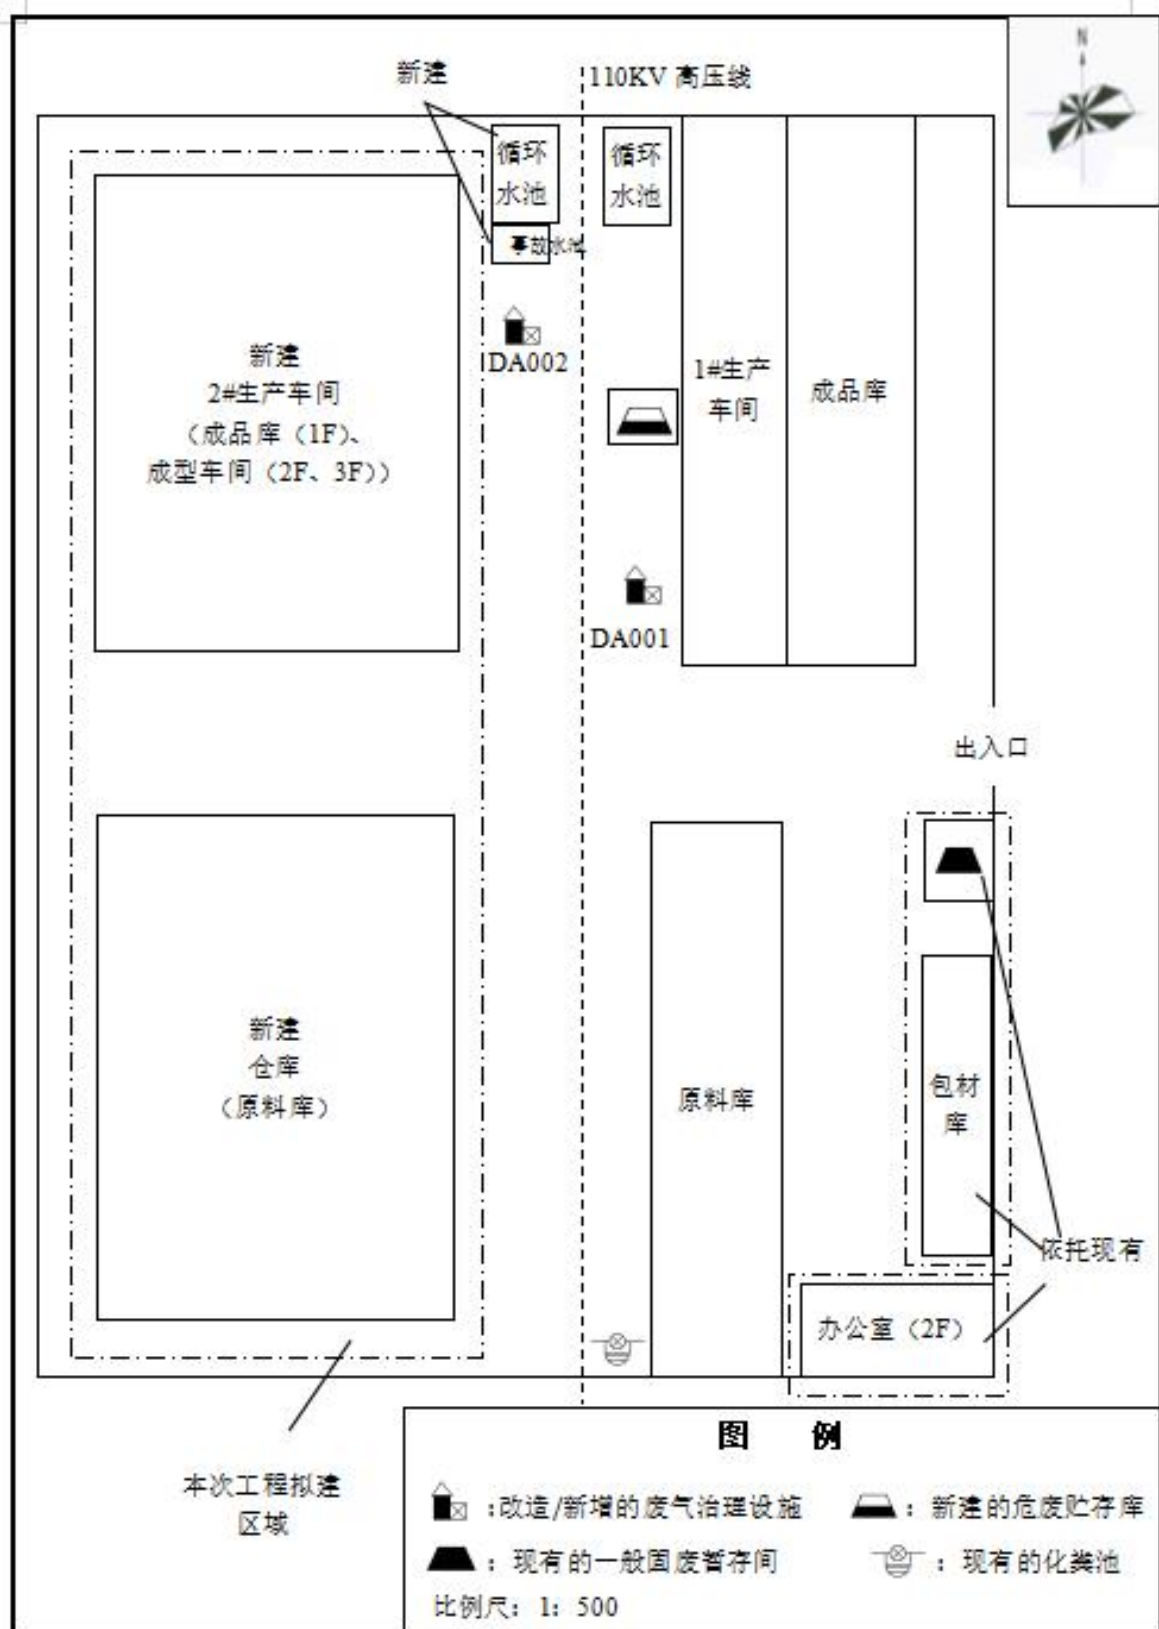 N
新建
110KV 高压线
循环
水池
循环
水池
事故水池
DA002
新建
2#生产车间
（成品库（1F）、
成型车间（2F、3F））
1#生产
车间
成品库
DA001
出入口
新建
仓库
（原料库）
原料库
包材
库
依托现有
办公室（2F）
本次工程拟建
区域
图 例
：改造/新增的废气治理设施
：新建的危废贮存库
：现有的一般固废暂存间
：现有的化粪池
比例尺：1：500